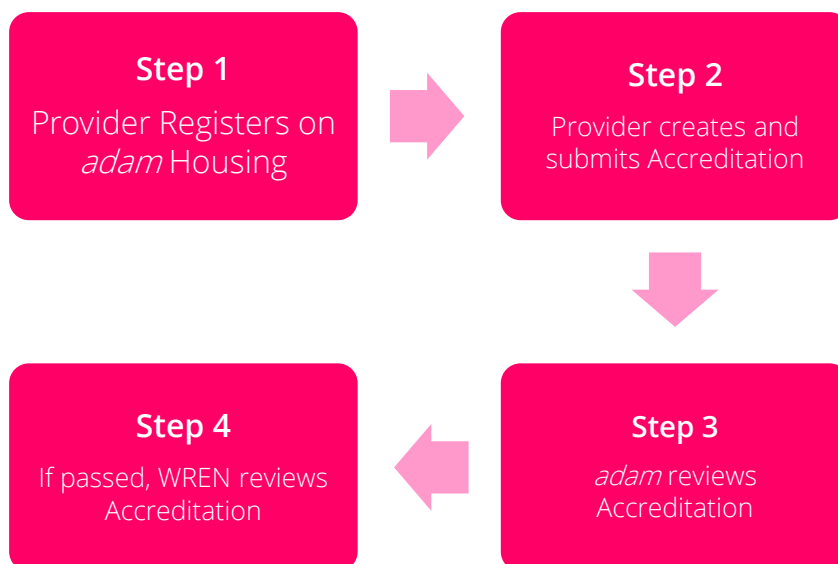 Step 1
Provider Registers on
adam Housing
Step 2
Provider creates and
submits Accreditation
Step 3
adam reviews
Accreditation
Step 4
If passed, WREN reviews
Accreditation